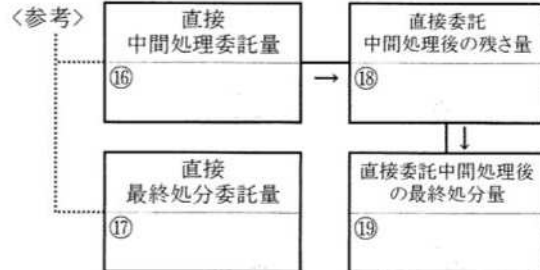 〈参考〉
直接
中間処理委託量
⑯
→
直接委託
中間処理後の残さ量
⑱
↓
直接
最終処分委託量
⑰
直接委託中間処理後
の最終処分量
⑲